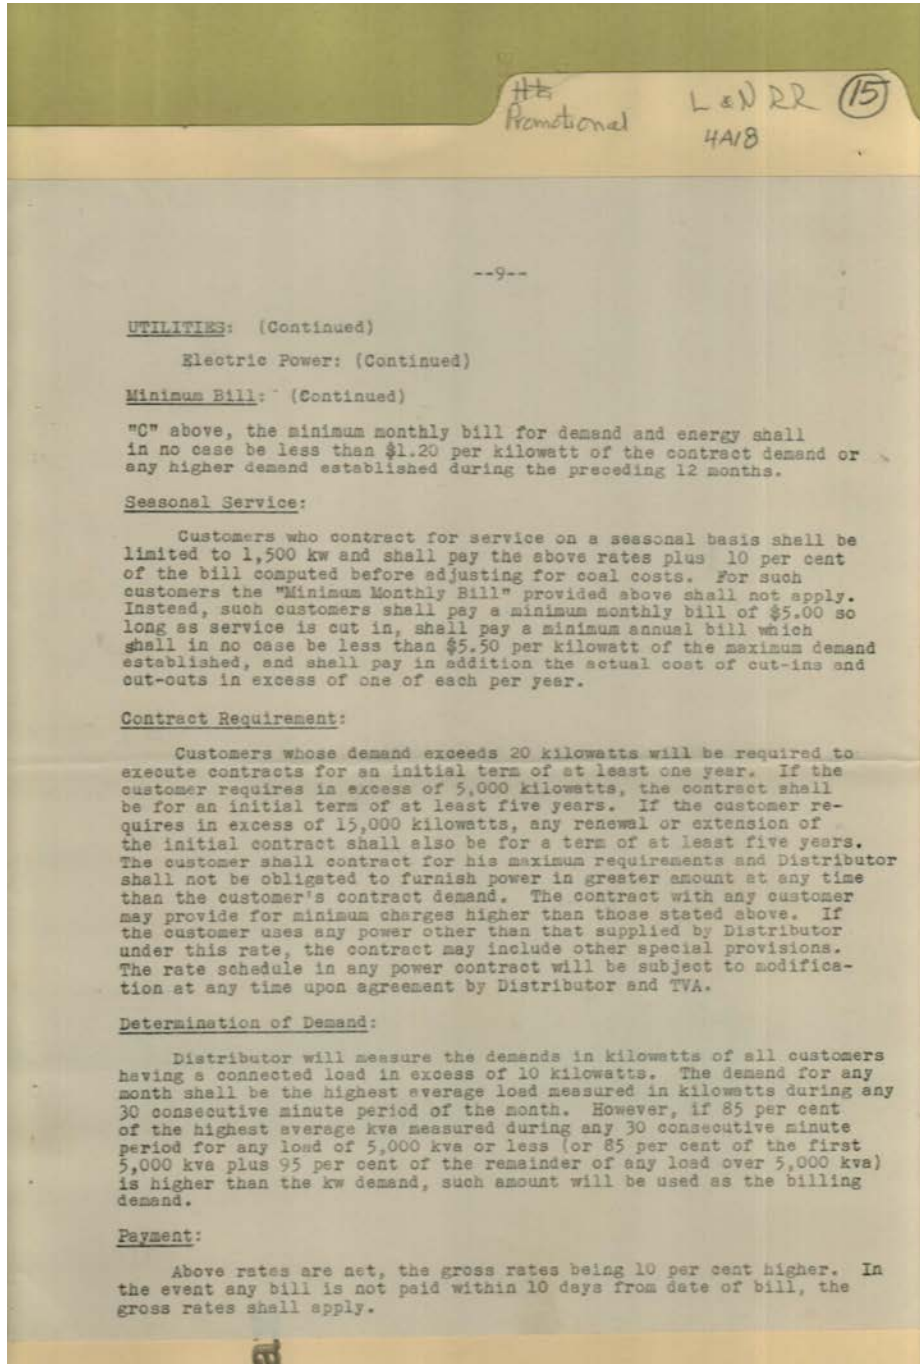 Promotional
L & N RR 15
4A18
--9--
UTILITIES: (Continued)
Electric Power: (Continued)
Minimum Bill: (Continued)
"C" above, the minimum monthly bill for demand and energy shall
in no case be less than $1.20 per kilowatt of the contract demand or
any higher demand established during the preceding 12 months.
Seasonal Service:
Customers who contract for service on a seasonal basis shall be
limited to 1,500 kw and shall pay the above rates plus 10 per cent
of the bill computed before adjusting for coal costs. For such
customers the "Minimum Monthly Bill" provided above shall not apply.
Instead, such customers shall pay a minimum monthly bill of $5.00 so
long as service is cut in, shall pay a minimum annual bill which
shall in no case be less than $5.50 per kilowatt of the maximum demand
established, and shall pay in addition the actual cost of cut-ins and
cut-outs in excess of one of each per year.
Contract Requirement:
Customers whose demand exceeds 20 kilowatts will be required to
execute contracts for an initial term of at least one year. If the
customer requires in excess of 5,000 kilowatts, the contract shall
be for an initial term of at least five years. If the customer re-
quires in excess of 15,000 kilowatts, any renewal or extension of
the initial contract shall also be for a term of at least five years.
The customer shall contract for his maximum requirements and Distributor
shall not be obligated to furnish power in greater amount at any time
than the customer's contract demand. The contract with any customer
may provide for minimum charges higher than those stated above. If
the customer uses any power other than that supplied by Distributor
under this rate, the contract may include other special provisions.
The rate schedule in any power contract will be subject to modifica-
tion at any time upon agreement by Distributor and TVA.
Determination of Demand:
Distributor will measure the demands in kilowatts of all customers
having a connected load in excess of 10 kilowatts. The demand for any
month shall be the highest average load measured in kilowatts during any
30 consecutive minute period of the month. However, if 85 per cent
of the highest average kva measured during any 30 consecutive minute
period for any load of 5,000 kva or less (or 85 per cent of the first
5,000 kva plus 95 per cent of the remainder of any load over 5,000 kva)
is higher than the kw demand, such amount will be used as the billing
demand.
Payment:
Above rates are net, the gross rates being 10 per cent higher. In
the event any bill is not paid within 10 days from date of bill, the
gross rates shall apply.